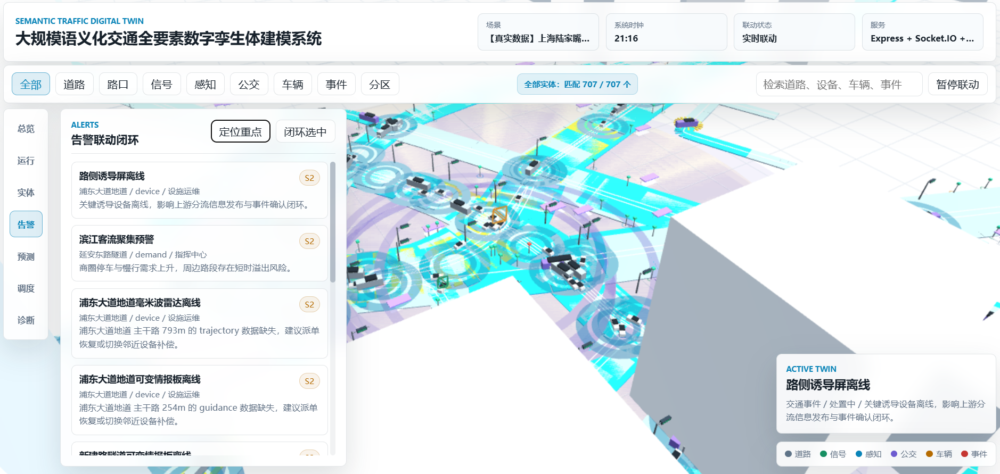 SEMANTIC TRAFFIC DIGITAL TWIN
大规模语义化交通全要素数字孪生体建模系统
场景
【真实数据】上海陆家嘴...
系统时钟
21:16
联动状态
实时联动
服务
Express + Socket.IO +...
全部
道路
路口
信号
感知
公交
车辆
事件
分区
全部实体：匹配 707 / 707 个
检索道路、设备、车辆、事件
暂停联动
总览
运行
实体
告警
预测
调度
诊断
ALERTS
告警联动闭环
定位重点
闭环选中
路侧诱导屏离线
S2
浦东大道地道 / device / 设施运维
关键诱导设备离线，影响上游分流信息发布与事件确认闭环。
滨江客流聚集预警
S2
延安东路隧道 / demand / 指挥中心
商圈停车与慢行需求上升，周边路段存在短时溢出风险。
浦东大道地道毫米波雷达离线
S2
浦东大道地道 / device / 设施运维
浦东大道地道 主干路 793m 的 trajectory 数据缺失，建议派单
恢复或切换邻近设备补偿。
浦东大道地道可变情报板离线
S2
浦东大道地道 / device / 设施运维
浦东大道地道 主干路 254m 的 guidance 数据缺失，建议派单
恢复或切换邻近设备补偿。
新建路隧道可变情报板离线
ACTIVE TWIN
路侧诱导屏离线
交通事件 / 处置中 / 关键诱导设备离线，影响上游分
流信息发布与事件确认闭环。
道路
信号
感知
公交
车辆
事件